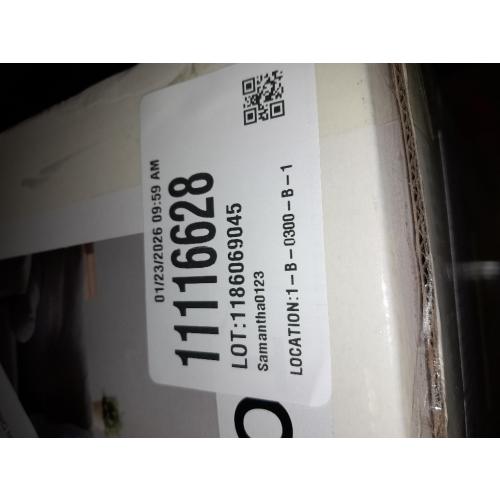 01/23/2026 09:59 AM
11116628
LOT:1186069045
Samantha0123
LOCATION:1-B-0300-B-1